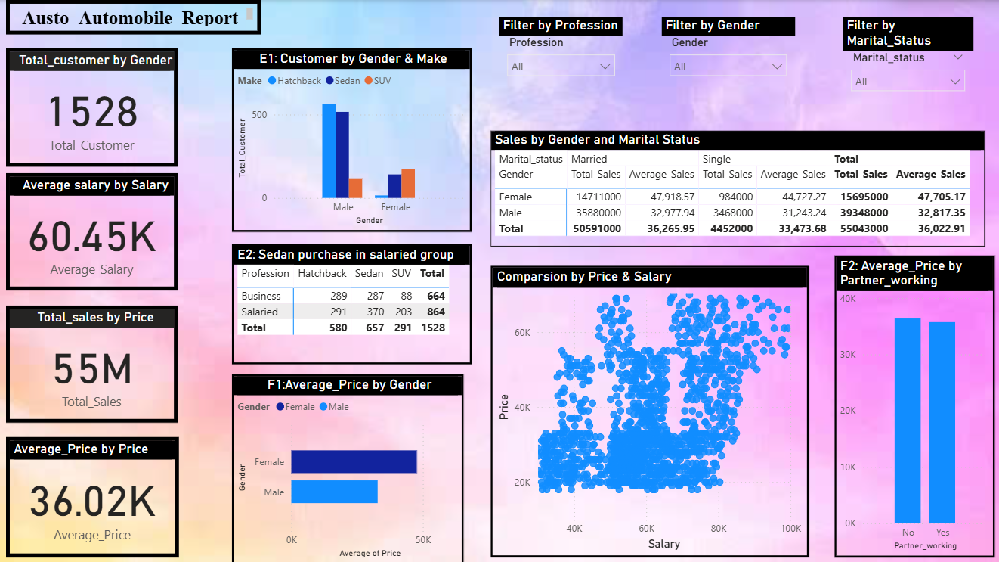 Austo Automobile Report
Filter by Profession
Profession
All
Filter by Gender
Gender
All
Filter by
Marital_Status
Marital_status
All
Total_customer by Gender
1528
Total_Customer
Average salary by Salary
60.45K
Average_Salary
Total_sales by Price
55M
Total_Sales
Average_Price by Price
36.02K
Average_Price
E1: Customer by Gender & Make
Make Hatchback Sedan SUV
Total_Customer
500
0
Male Female
Gender
E2: Sedan purchase in salaried group
Profession Hatchback Sedan SUV Total
Business 289 287 88 664
Salaried 291 370 203 864
Total 580 657 291 1528
F1:Average_Price by Gender
Gender Female Male
Gender
Female
Male
0K 50K
Average of Price
Sales by Gender and Marital Status
Marital_status Married Single Total
Gender Total_Sales Average_Sales Total_Sales Average_Sales Total_Sales Average_Sales
Female 14711000 47,918.57 984000 44,727.27 15695000 47,705.17
Male 35880000 32,977.94 3468000 31,243.24 39348000 32,817.35
Total 50591000 36,265.95 4452000 33,473.68 55043000 36,022.91
Comparsion by Price & Salary
Price
60K
40K
20K
40K 60K 80K 100K
Salary
F2: Average_Price by
Partner_working
40K
30K
20K
10K
0K
No Yes
Partner_working